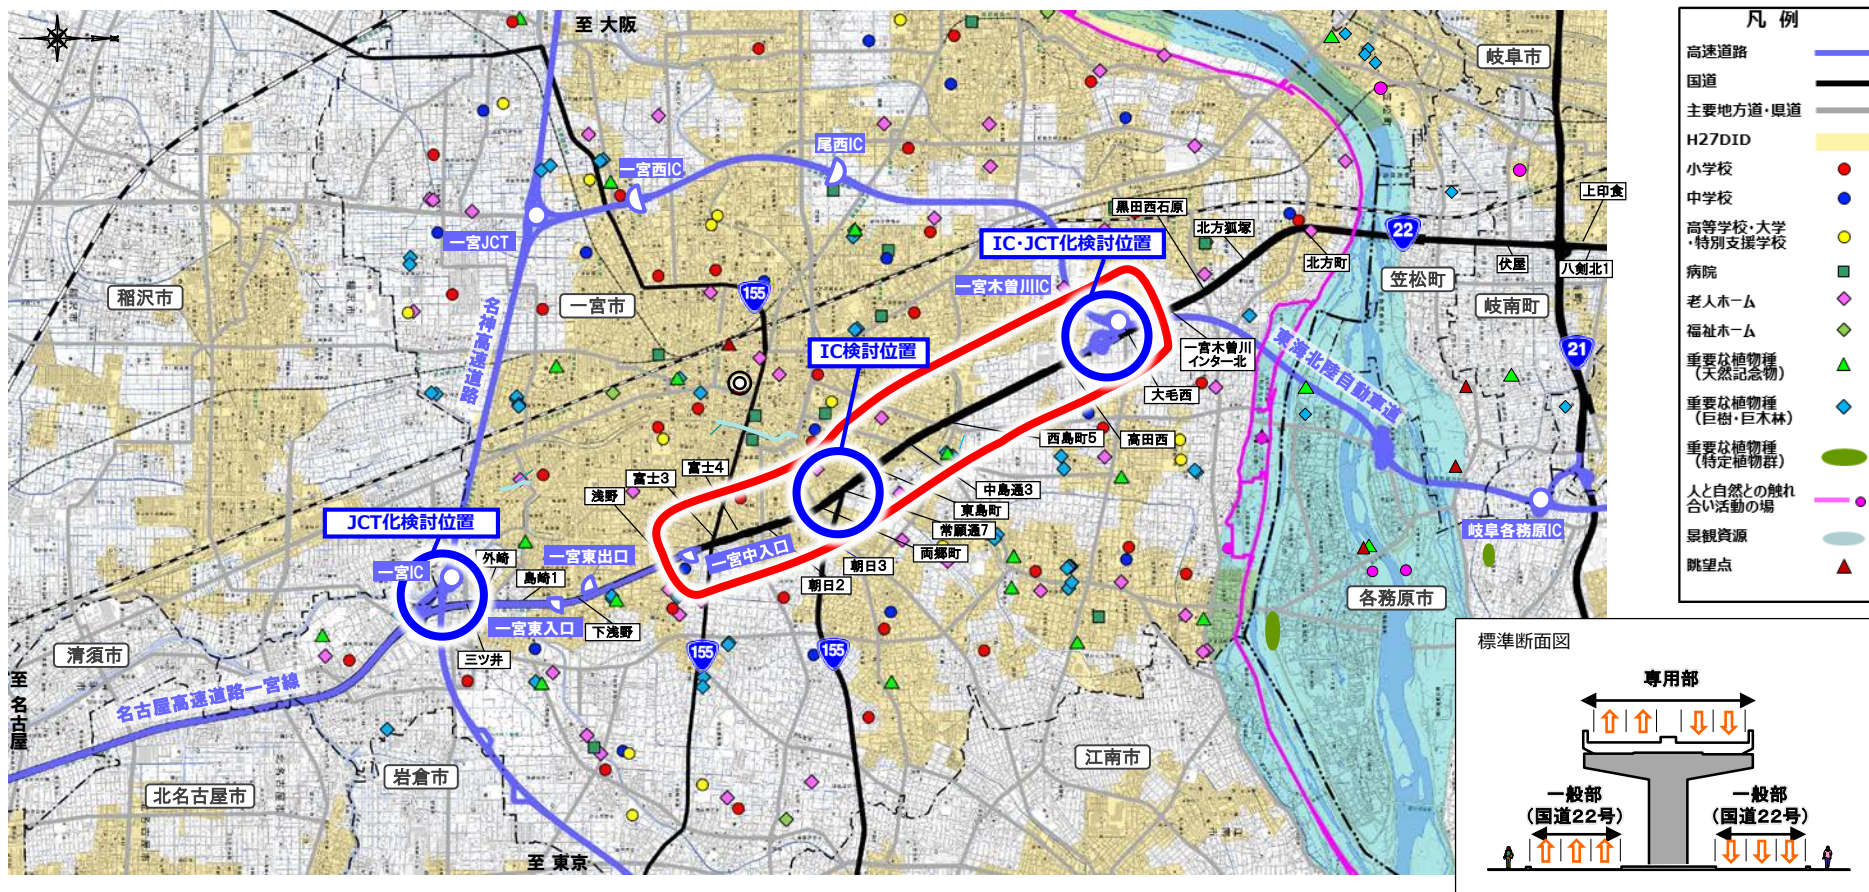 至 大阪
岐阜市
尾西IC
一宮西IC
上印食
黒田西石原
22
一宮JCT
IC・JCT化検討位置
北方狐塚
北方町
伏屋
八剣北1
笠松町
稲沢市
一宮市
155
一宮木曽川IC
岐南町
名神高速道路
IC検討位置
一宮木曽川
インター北
21
東海北陸自動車道
大毛西
西島町5
高田西
富士4
富士3
浅野
中島通3
東島町
常願通7
両郷町
JCT化検討位置
外崎
一宮東出口
一宮中入口
朝日3
朝日2
岐阜各務原IC
一宮IC
島崎1
各務原市
一宮東入口
下浅野
清須市
三ツ井
155
155
至 名古屋
名古屋高速道路一宮線
江南市
岩倉市
北名古屋市
至 東京
凡 例
高速道路
国道
主要地方道・県道
H27DID
小学校
中学校
高等学校・大学
・特別支援学校
病院
老人ホーム
福祉ホーム
重要な植物種
(天然記念物)
重要な植物種
(巨樹・巨木林)
重要な植物種
(特定植物群)
人と自然との触れ
合い活動の場
景観資源
眺望点
標準断面図
専用部
一般部
(国道22号)
一般部
(国道22号)